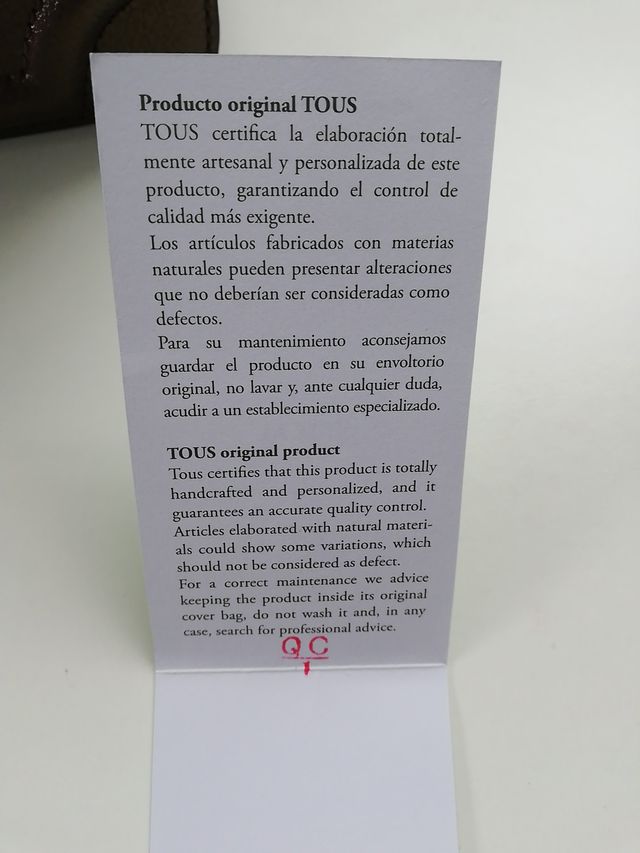 Producto original TOUS
TOUS certifica la elaboración total-
mente artesanal y personalizada de este
producto, garantizando el control de
calidad más exigente.
Los artículos fabricados con materias
naturales pueden presentar alteraciones
que no deberían ser consideradas como
defectos.
Para su mantenimiento aconsejamos
guardar el producto en su envoltorio
original, no lavar y, ante cualquier duda,
acudir a un establecimiento especializado.
TOUS original product
Tous certifies that this product is totally
handcrafted and personalized, and it
guarantees an accurate quality control.
Articles elaborated with natural materi-
als could show some variations, which
should not be considered as defect.
For a correct maintenance we advice
keeping the product inside its original
cover bag, do not wash it and, in any
case, search for professional advice.
QC
1